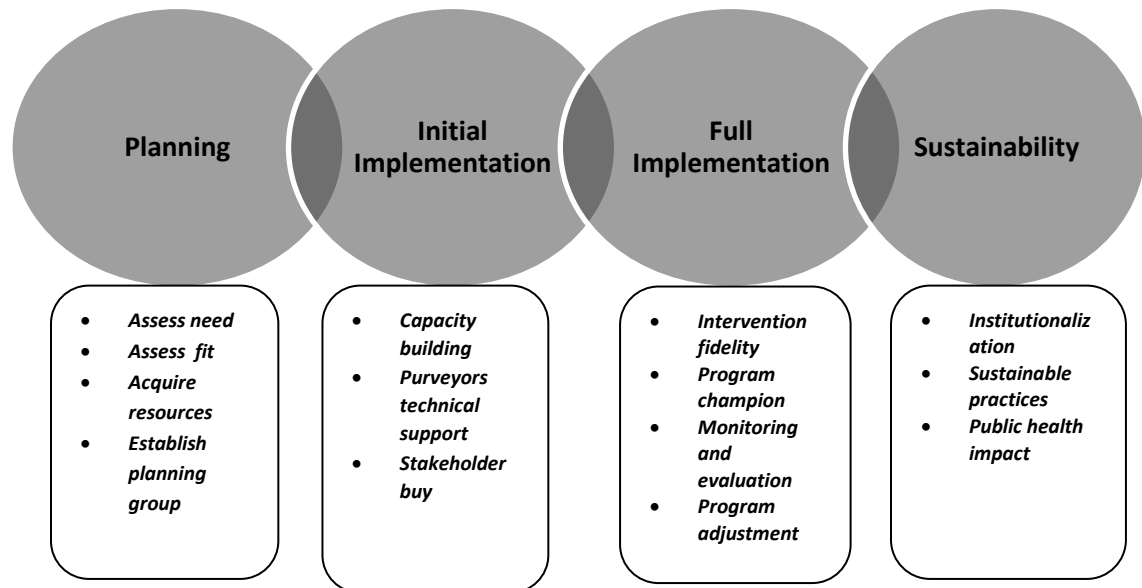 Planning
Initial
Implementation
Full
Implementation
Sustainability
• Assess need
• Assess fit
• Acquire
resources
• Establish
planning
group
• Capacity
building
• Purveyors
technical
support
• Stakeholder
buy
• Intervention
fidelity
• Program
champion
• Monitoring
and
evaluation
• Program
adjustment
• Institutionaliz
ation
• Sustainable
practices
• Public health
impact